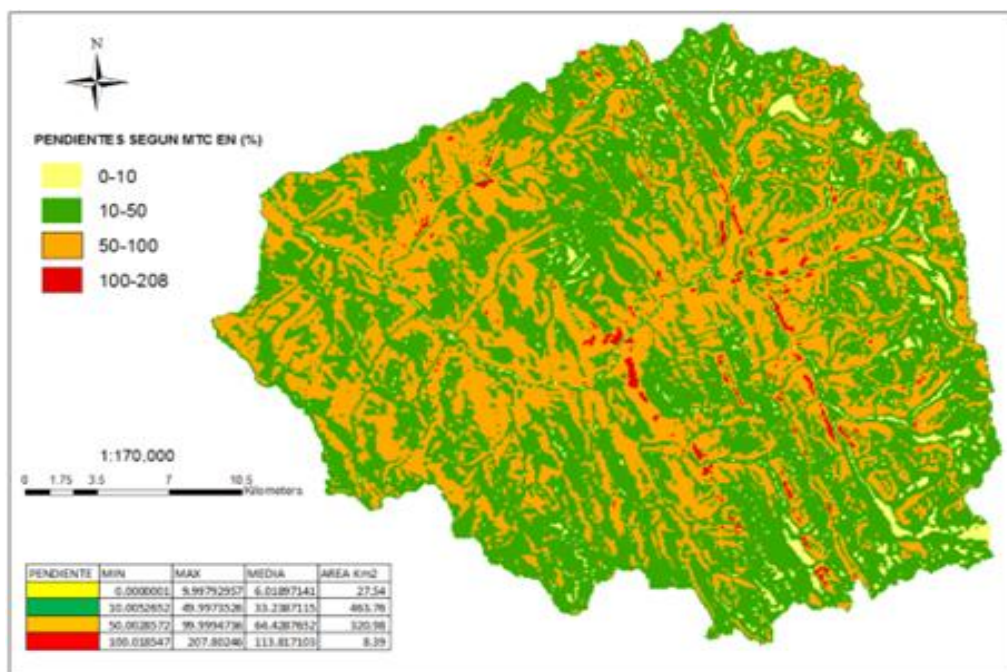 N
PENDIENTES SEGUN MTC EN (%)
0-10
10-50
50-100
100-208
1:170,000
0 1.75 3.5 7 10.5
Kilometers
PENDIENTE MIN MAX MEDIA AREA Km2
0.0000001 9.99792957 6.01897141 27.54
10.0052652 49.9973526 33.2387115 463.76
50.0028572 99.9994736 64.4287652 320.98
100.018547 207.80246 113.817103 8.39